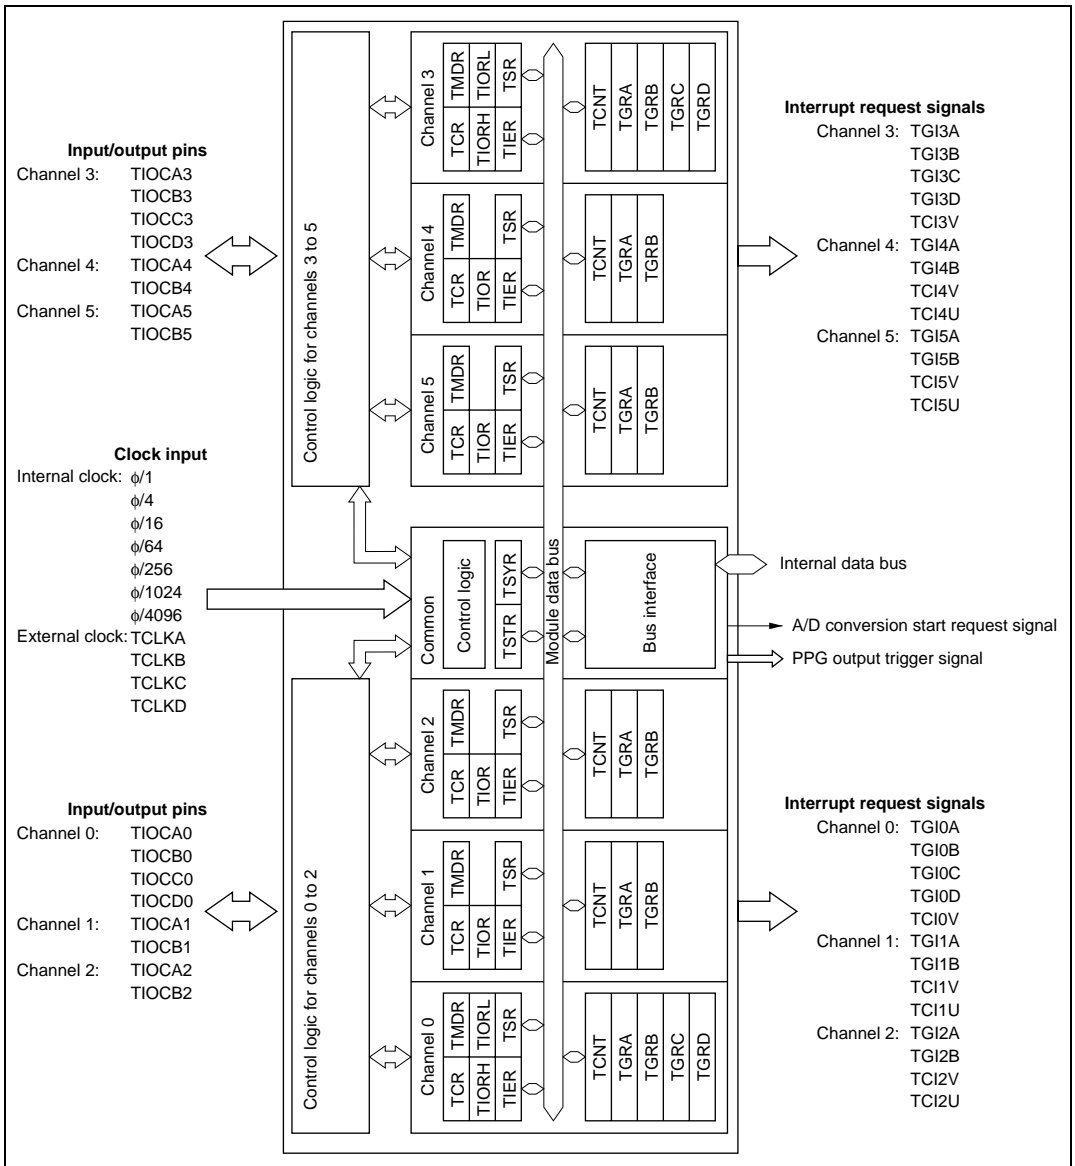 Input/output pins
Channel 3: TIOCA3
TIOCB3
TIOCC3
TIOCD3
Channel 4: TIOCA4
TIOCB4
Channel 5: TIOCA5
TIOCB5
Clock input
Internal clock: ϕ/1
ϕ/4
ϕ/16
ϕ/64
ϕ/256
ϕ/1024
ϕ/4096
External clock: TCLKA
TCLKB
TCLKC
TCLKD
Input/output pins
Channel 0: TIOCA0
TIOCB0
TIOCC0
TIOCD0
Channel 1: TIOCA1
TIOCB1
Channel 2: TIOCA2
TIOCB2
Control logic for channels 3 to 5
Control logic for channels 0 to 2
Channel 3
TCR TMDR
TIORH TIORL
TIER TSR
TCNT
TGRA
TGRB
TGRC
TGRD
Channel 4
TCR TMDR
TIOR
TIER TSR
TCNT
TGRA
TGRB
Channel 5
TCR TMDR
TIOR
TIER TSR
TCNT
TGRA
TGRB
Common
Control logic
TSTR TSYR
Module data bus
Bus interface
Channel 2
TCR TMDR
TIOR
TIER TSR
TCNT
TGRA
TGRB
Channel 1
TCR TMDR
TIOR
TIER TSR
TCNT
TGRA
TGRB
Channel 0
TCR TMDR
TIORH TIORL
TIER TSR
TCNT
TGRA
TGRB
TGRC
TGRD
Interrupt request signals
Channel 3: TGI3A
TGI3B
TGI3C
TGI3D
TCI3V
Channel 4: TGI4A
TGI4B
TCI4V
TCI4U
Channel 5: TGI5A
TGI5B
TCI5V
TCI5U
Internal data bus
A/D conversion start request signal
PPG output trigger signal
Interrupt request signals
Channel 0: TGI0A
TGI0B
TGI0C
TGI0D
TCI0V
Channel 1: TGI1A
TGI1B
TCI1V
TCI1U
Channel 2: TGI2A
TGI2B
TCI2V
TCI2U